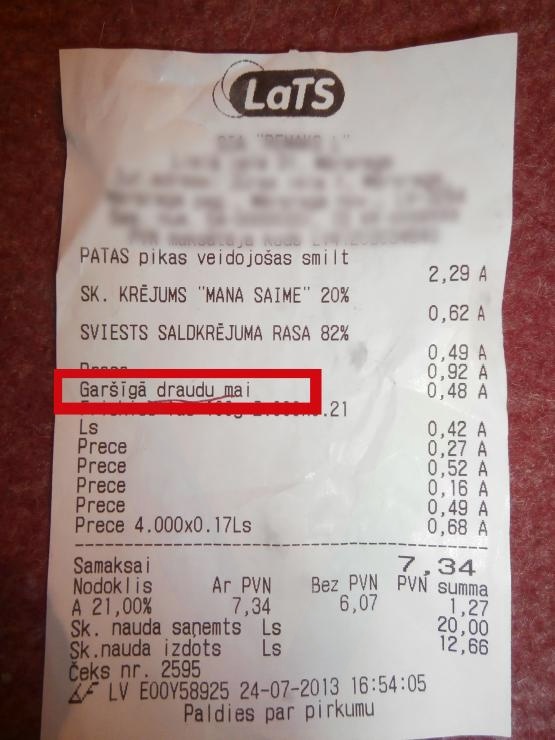 LaTS
PATAS pikas veidojošas smilt
2,29 A
SK. KRĒJUMS "MANA SAIME" 20%
0,62 A
SVIESTS SALDKRĒJUMA RASA 82%
0,49 A
Prece 0,92 A
Garšīgā draudu mai 0,48 A
Ls 0,42 A
Prece 0,27 A
Prece 0,52 A
Prece 0,16 A
Prece 0,49 A
Prece 4.000x0.17Ls 0,68 A
Samaksai 7,34
Nodoklis Ar PVN Bez PVN PVN summa
A 21,00% 7,34 6,07 1,27
Sk. nauda saņemts Ls 20,00
Sk.nauda izdots Ls 12,66
Čeks nr. 2595
LV E00Y58925 24-07-2013 16:54:05
Paldies par pirkumu